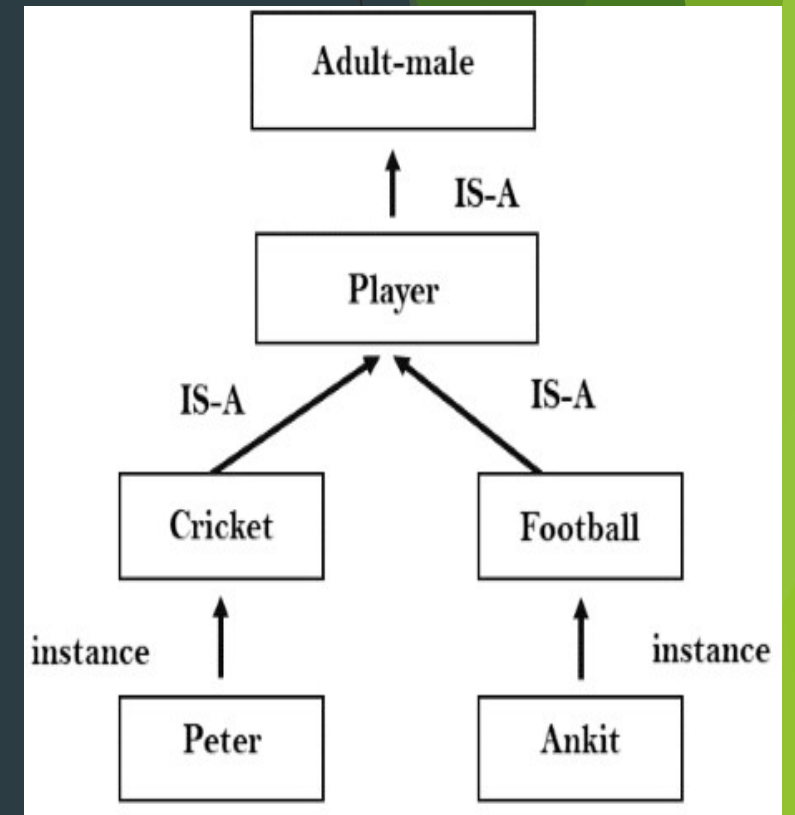 Adult-male
IS-A
Player
IS-A
IS-A
Cricket
Football
instance
instance
Peter
Ankit